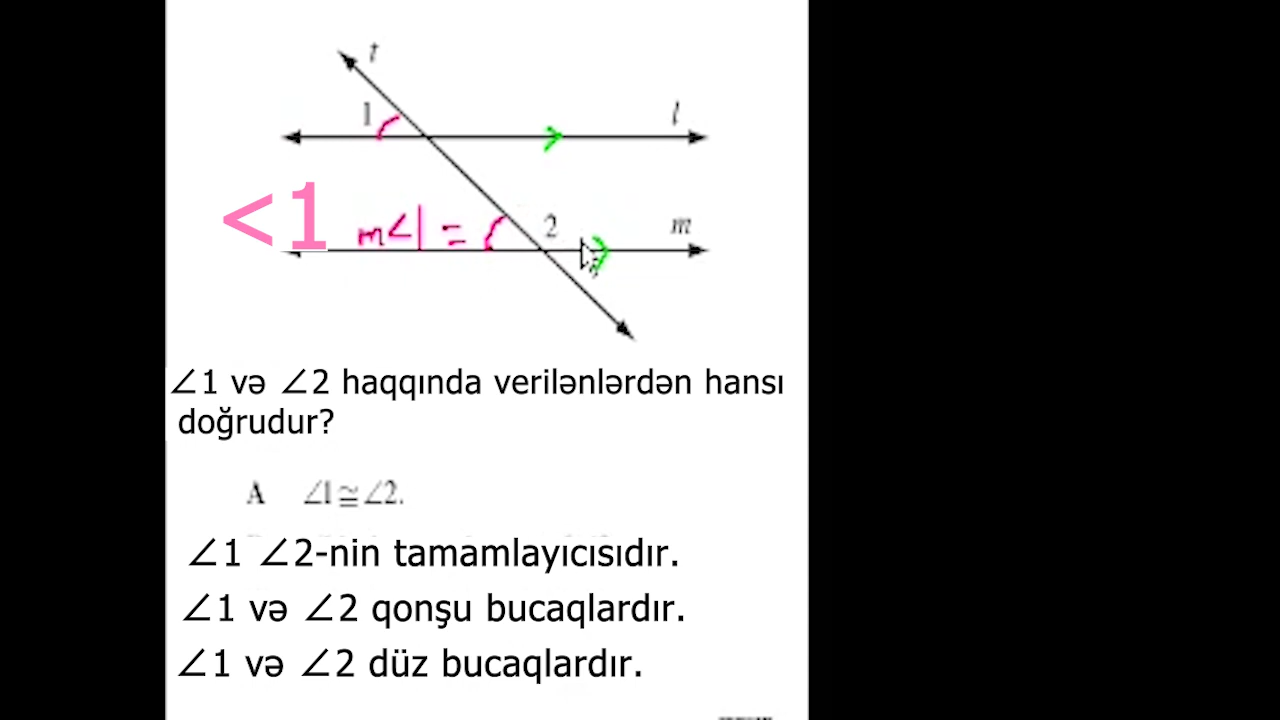 t
1
l
<1 m∠1 =
2
m
∠1 və ∠2 haqqında verilənlərdən hansı
doğrudur?
A ∠1≅∠2.
∠1 ∠2-nin tamamlayıcısıdır.
∠1 və ∠2 qonşu bucaqlardır.
∠1 və ∠2 düz bucaqlardır.